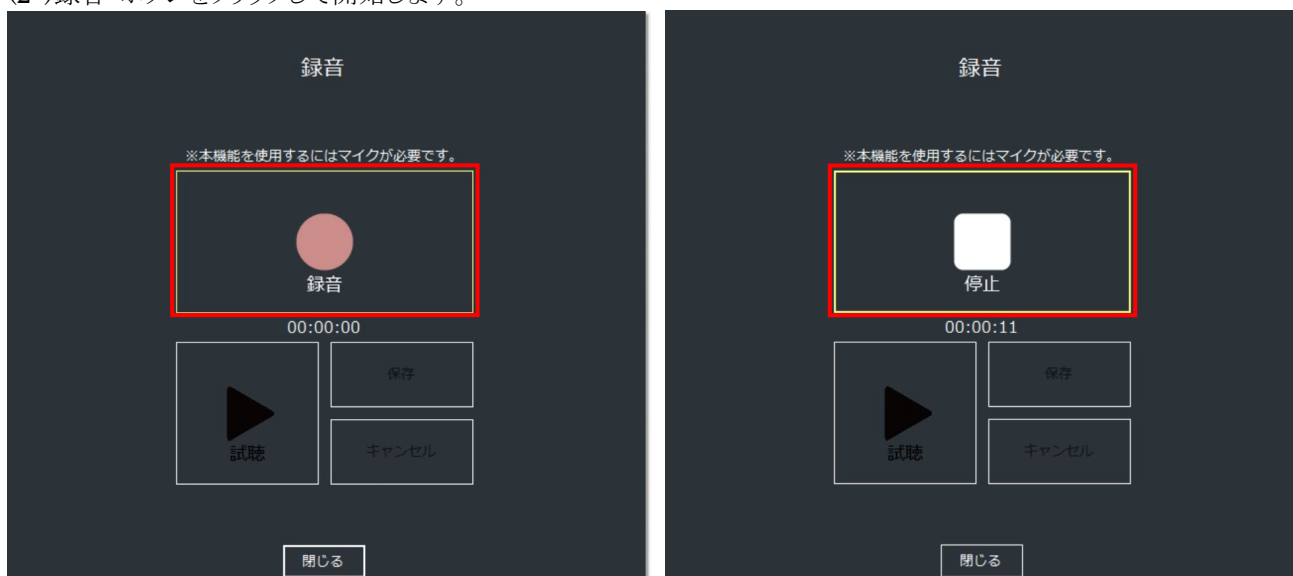 録音
※本機能を使用するにはマイクが必要です。
録音
00:00:00
試聴
保存
キャンセル
閉じる
録音
※本機能を使用するにはマイクが必要です。
停止
00:00:11
試聴
保存
キャンセル
閉じる